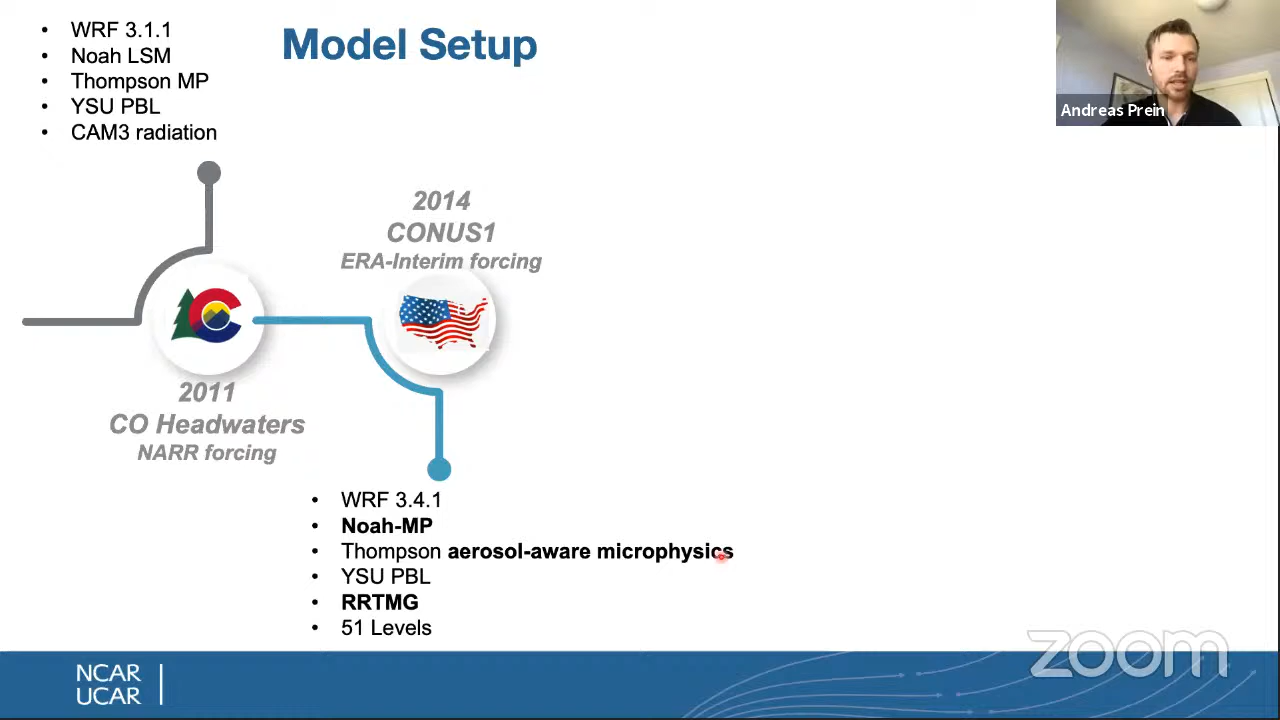 Model Setup
• WRF 3.1.1
• Noah LSM
• Thompson MP
• YSU PBL
• CAM3 radiation
Andreas Prein
2014
CONUS1
ERA-Interim forcing
2011
CO Headwaters
NARR forcing
• WRF 3.4.1
• Noah-MP
• Thompson aerosol-aware microphysics
• YSU PBL
• RRTMG
• 51 Levels
zoom
NCAR
UCAR